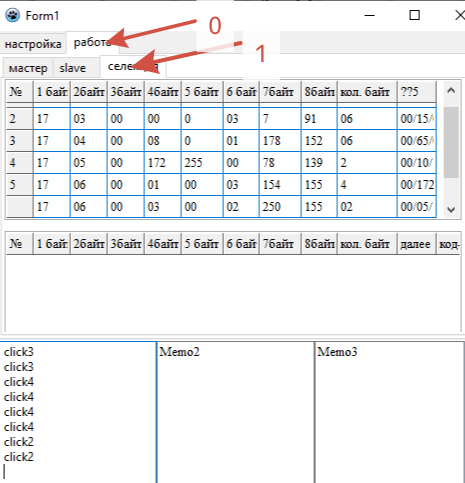 Form1
0
настройка работа
1
мастер slave
№ 1 байт 2байт 3байт 4байт 5 байт 6 бай 7байт 8байт кол. байт ??5
2 17 03 00 00 0 03 7 91 06 00/15/
3 17 04 00 08 0 01 178 152 06 00/65/
4 17 05 00 172 255 00 78 139 2 00/10/
5 17 06 00 01 00 03 154 155 4 00/172
17 06 00 03 00 02 250 155 02 00/05/
№ 1 байт 2байт 3байт 4байт 5 байт 6 бай 7байт 8байт кол. байт далее код-
click3
click3
click4
click4
click4
click4
click2
click2
Memo2
Memo3